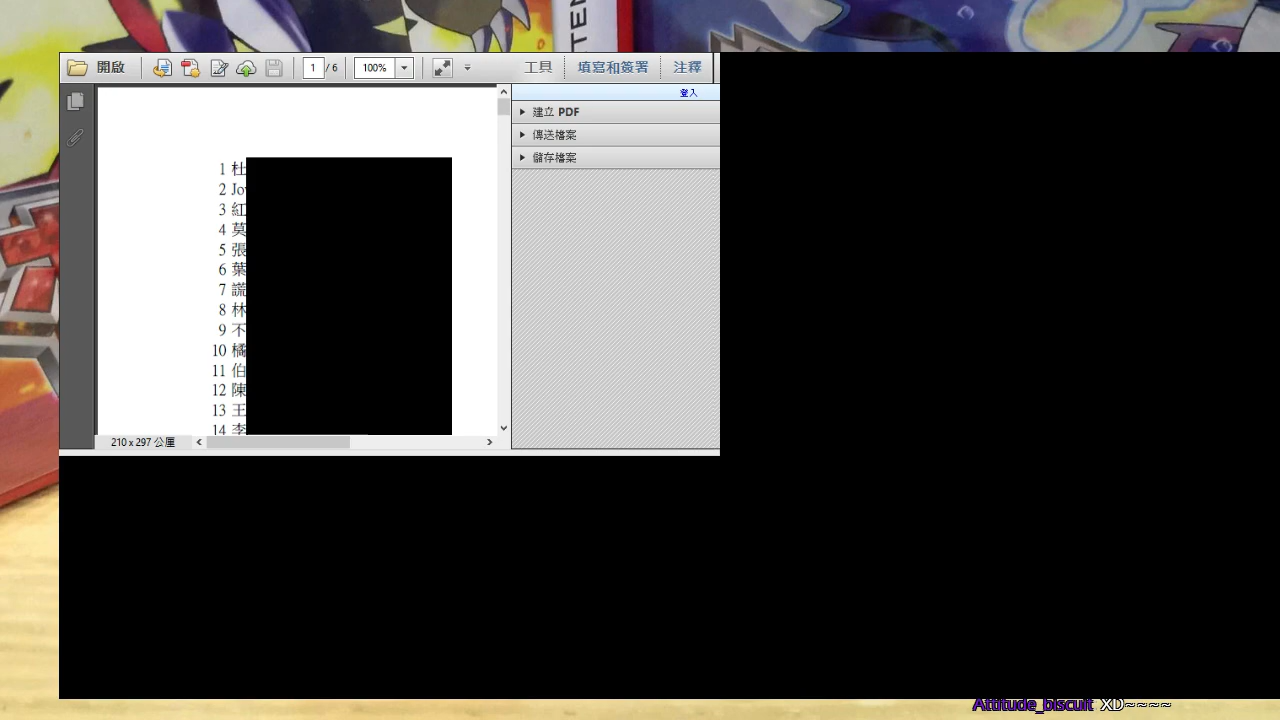 TEN
開啟
1 / 6
100%
工具
填寫和簽署
注釋
登入
建立 PDF
傳送檔案
儲存檔案
1 杜
2 Jo
3 紅
4 莫
5 張
6 葉
7 謊
8 林
9 不
10 橘
11 伯
12 陳
13 王
14 李
210 x 297 公厘
Attitude_biscuit XD~~~~